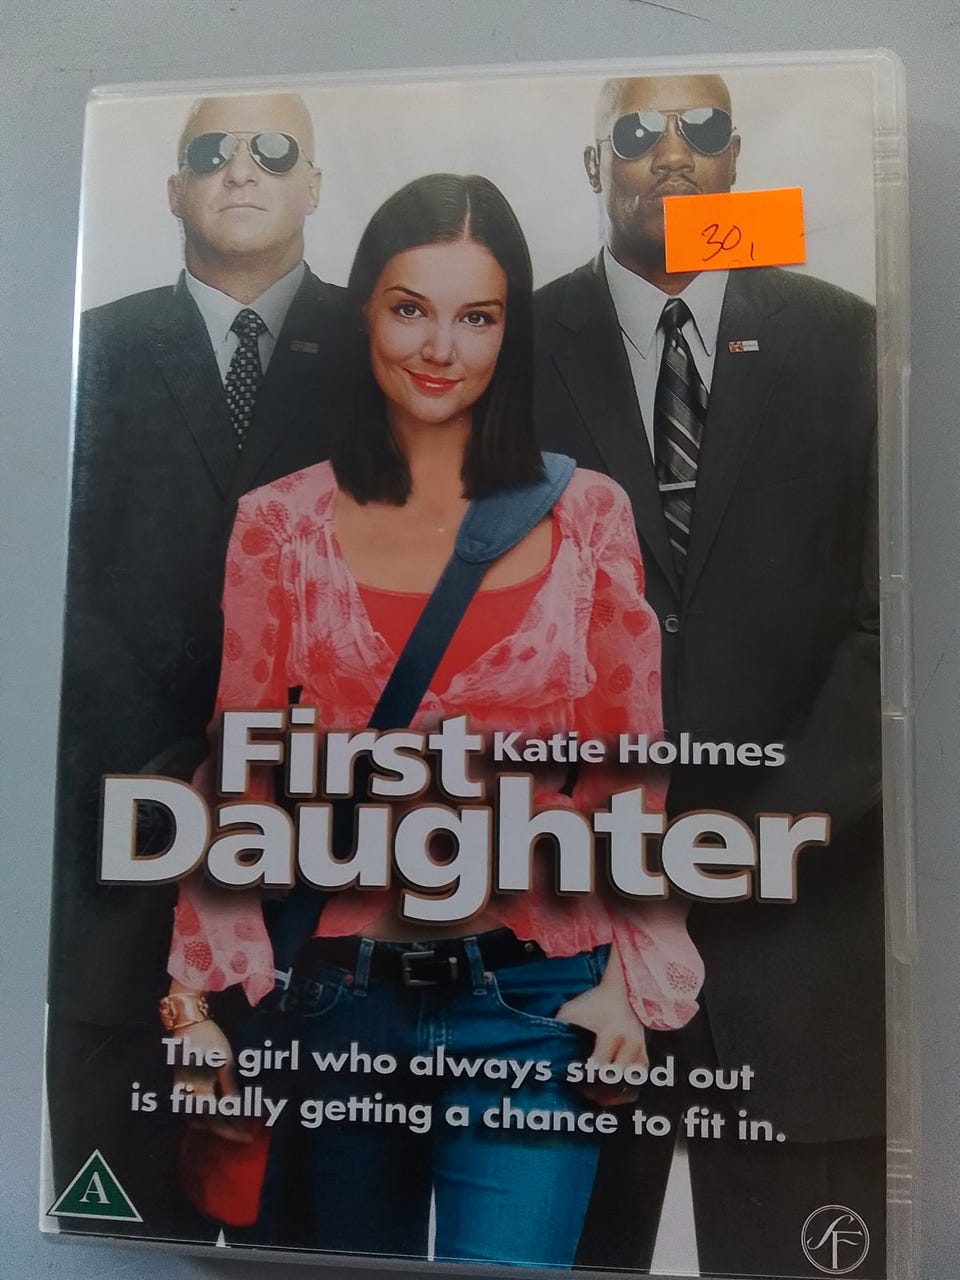 30,
First
Katie Holmes
Daughter
The girl who always stood out
is finally getting a chance to fit in.
A
SF